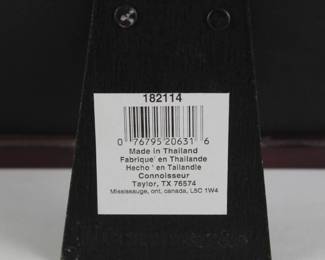 182114
0 76795 20631 6
Made in Thailand
Fabrique' en Thailande
Hecho ' en Tailandie
Connoisseur
Taylor, TX 76574
Mississauge, ont, canada, L5C 1W4